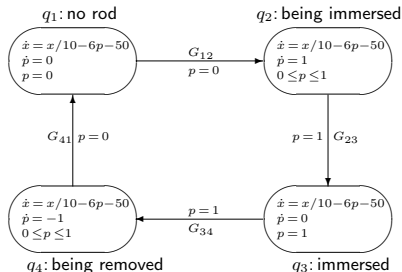 q₁: no rod
q₂: being immersed
ẋ = x/10−6p−50
ṗ = 0
p = 0
G₁₂
p = 0
ẋ = x/10−6p−50
ṗ = 1
0 ≤ p ≤ 1
G₄₁ p = 0
p = 1 G₂₃
ẋ = x/10−6p−50
ṗ = −1
0 ≤ p ≤ 1
p = 1
G₃₄
ẋ = x/10−6p−50
ṗ = 0
p = 1
q₄: being removed
q₃: immersed